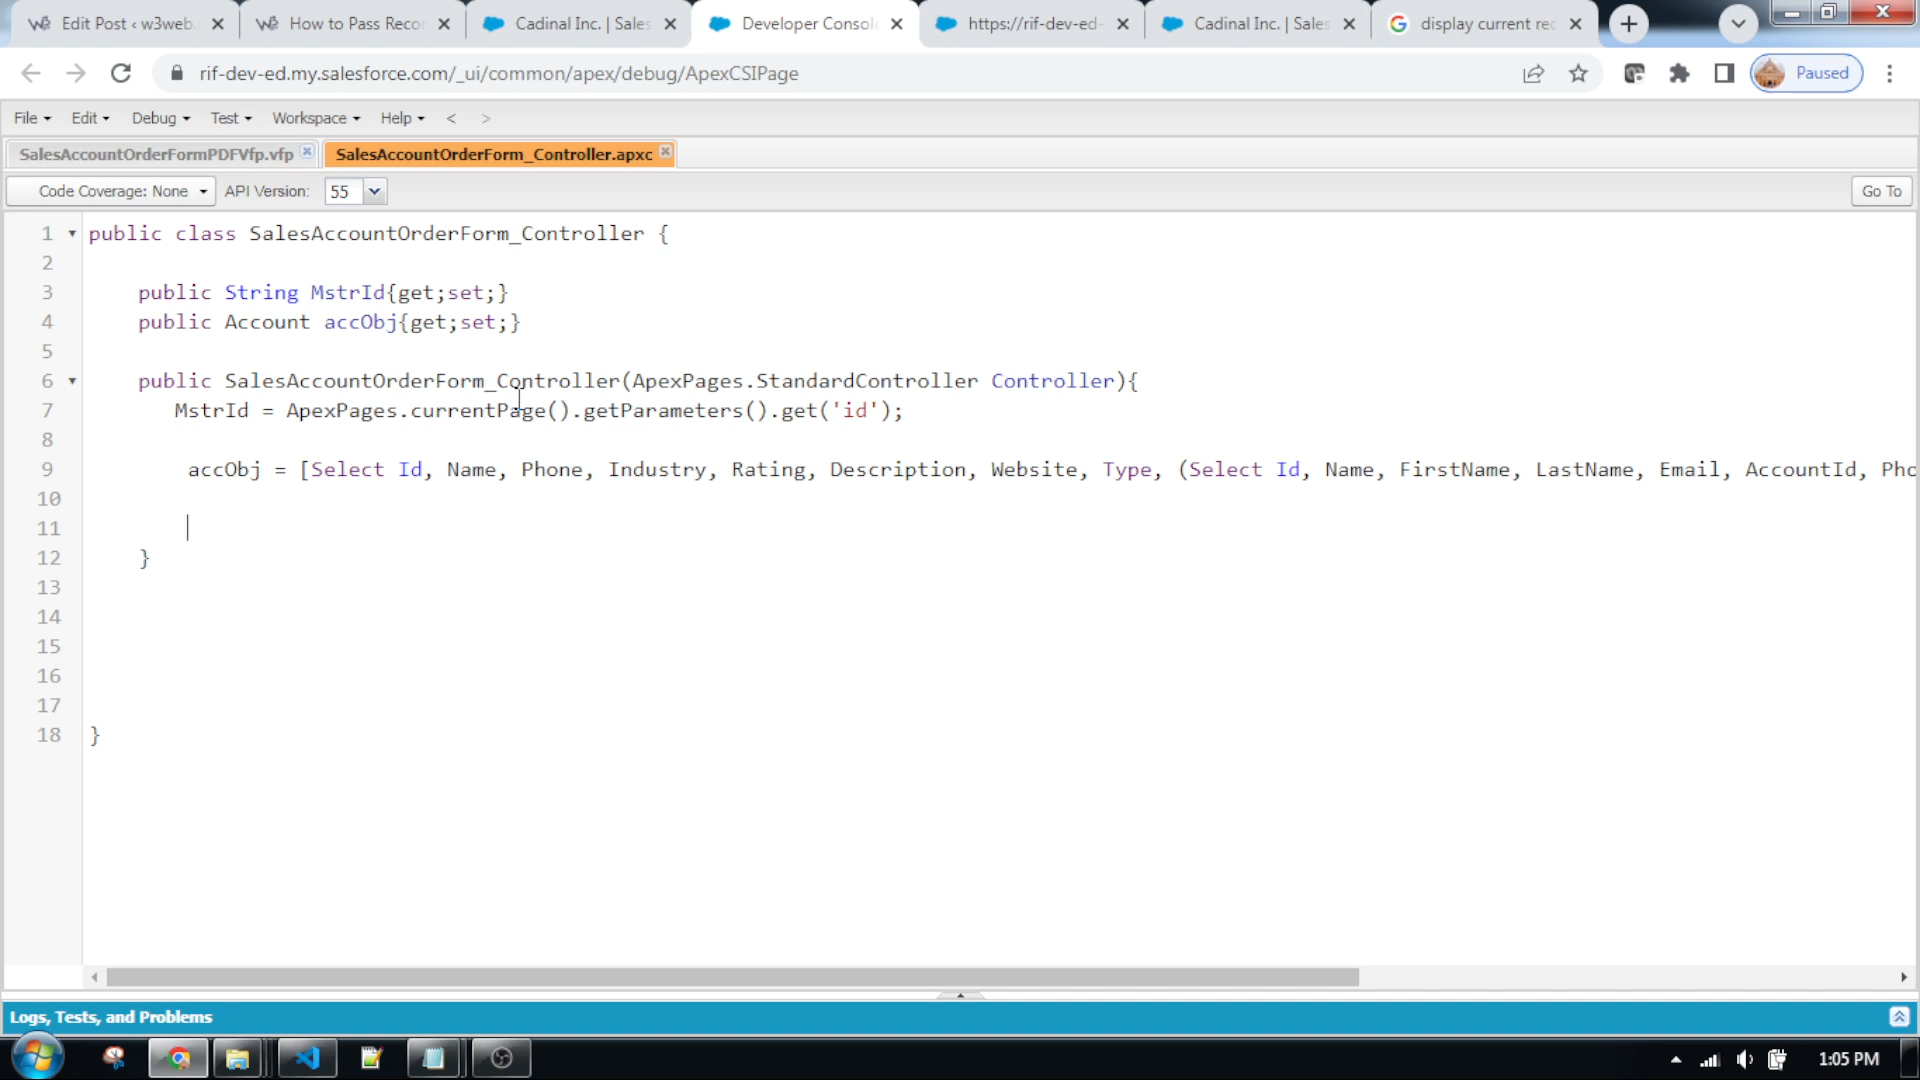 Edit Post ‹ w3web.
How to Pass Recor
Cadinal Inc. | Sales
Developer Console
https://rif-dev-ed-
Cadinal Inc. | Sales
display current rec
rif-dev-ed.my.salesforce.com/_ui/common/apex/debug/ApexCSIPage
Paused
File Edit Debug Test Workspace Help < >
SalesAccountOrderFormPDFVfp.vfp
SalesAccountOrderForm_Controller.apxc
Code Coverage: None API Version: 55 Go To
1 public class SalesAccountOrderForm_Controller {
2
3 public String MstrId{get;set;}
4 public Account accObj{get;set;}
5
6 public SalesAccountOrderForm_Controller(ApexPages.StandardController Controller){
7 MstrId = ApexPages.currentPage().getParameters().get('id');
8
9 accObj = [Select Id, Name, Phone, Industry, Rating, Description, Website, Type, (Select Id, Name, FirstName, LastName, Email, AccountId, Pho
10
11
12 }
13
14
15
16
17
18 }
Logs, Tests, and Problems
1:05 PM